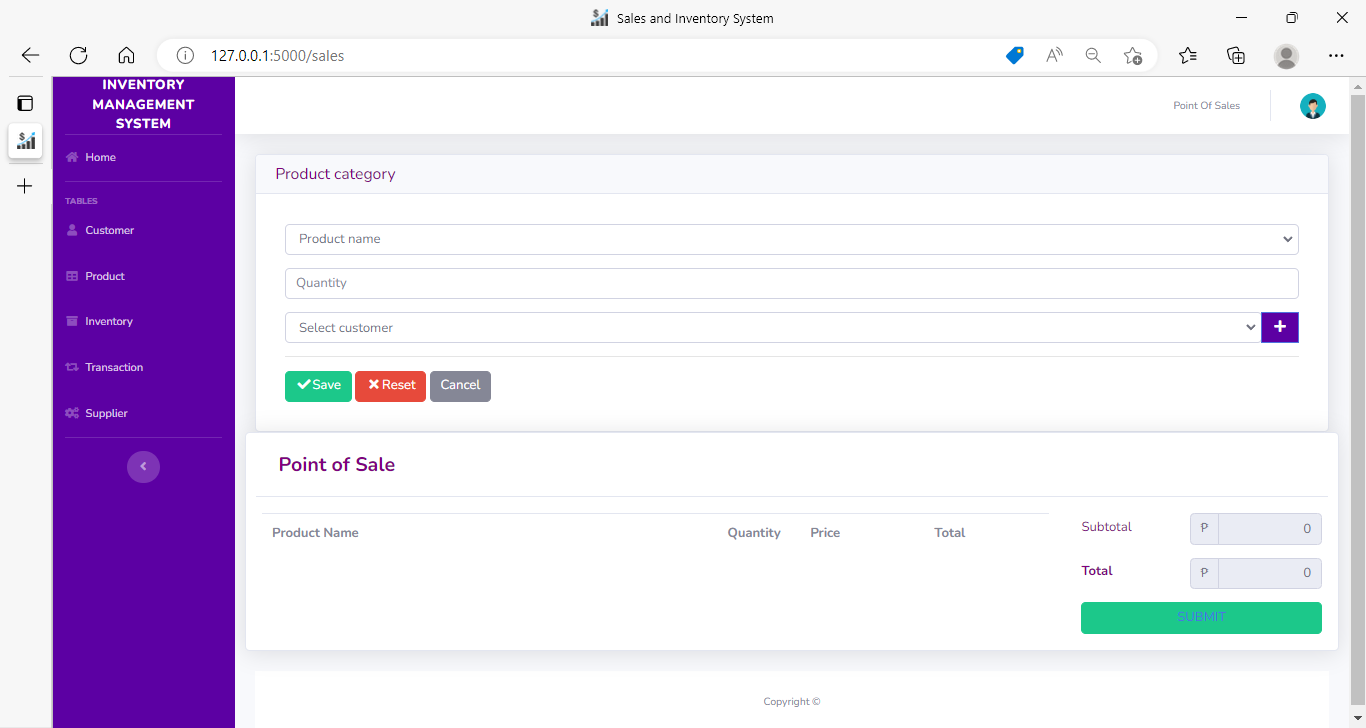 Sales and Inventory System
127.0.0.1:5000/sales
INVENTORY
MANAGEMENT
SYSTEM
Home
TABLES
Customer
Product
Inventory
Transaction
Supplier
Point Of Sales
Product category
Product name
Quantity
Select customer
+
Save
Reset
Cancel
Point of Sale
Product Name Quantity Price Total
Subtotal ₱ 0
Total ₱ 0
SUBMIT
Copyright ©